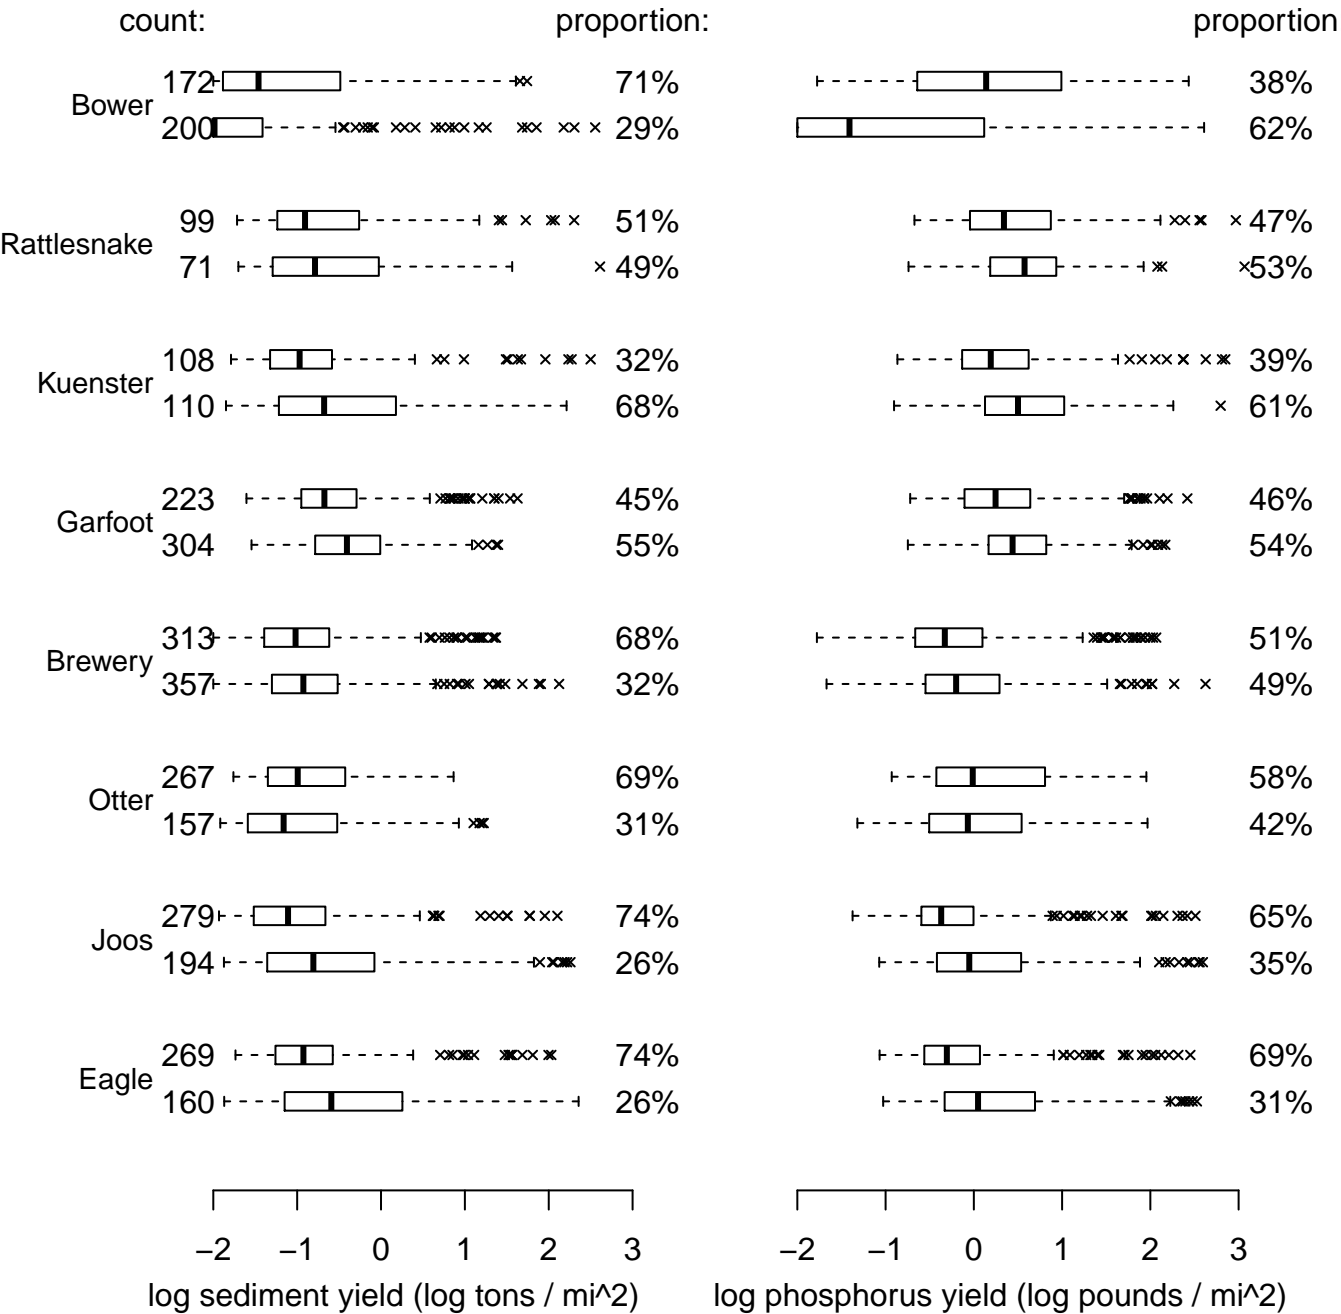 count: proportion: proportion
172 71% 38%
Bower
200 29% 62%
99 51% 47%
Rattlesnake
71 49% 53%
108 32% 39%
Kuenster
110 68% 61%
223 45% 46%
Garfoot
304 55% 54%
313 68% 51%
Brewery
357 32% 49%
267 69% 58%
Otter
157 31% 42%
279 74% 65%
Joos
194 26% 35%
269 74% 69%
Eagle
160 26% 31%
−2 −1 0 1 2 3 −2 −1 0 1 2 3
log sediment yield (log tons / mi^2) log phosphorus yield (log pounds / mi^2)